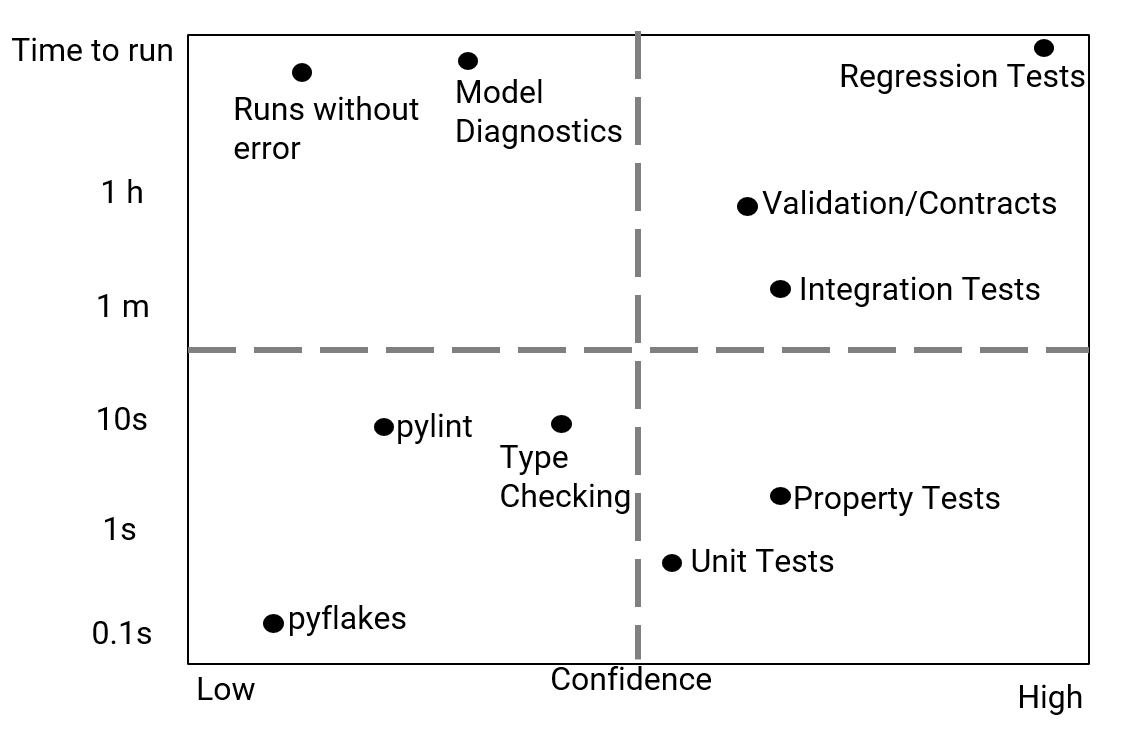 Time to run
Runs without
error
Model
Diagnostics
Regression Tests
1 h
Validation/Contracts
1 m
Integration Tests
10s
pylint
Type
Checking
Property Tests
1s
Unit Tests
0.1s
pyflakes
Low
Confidence
High